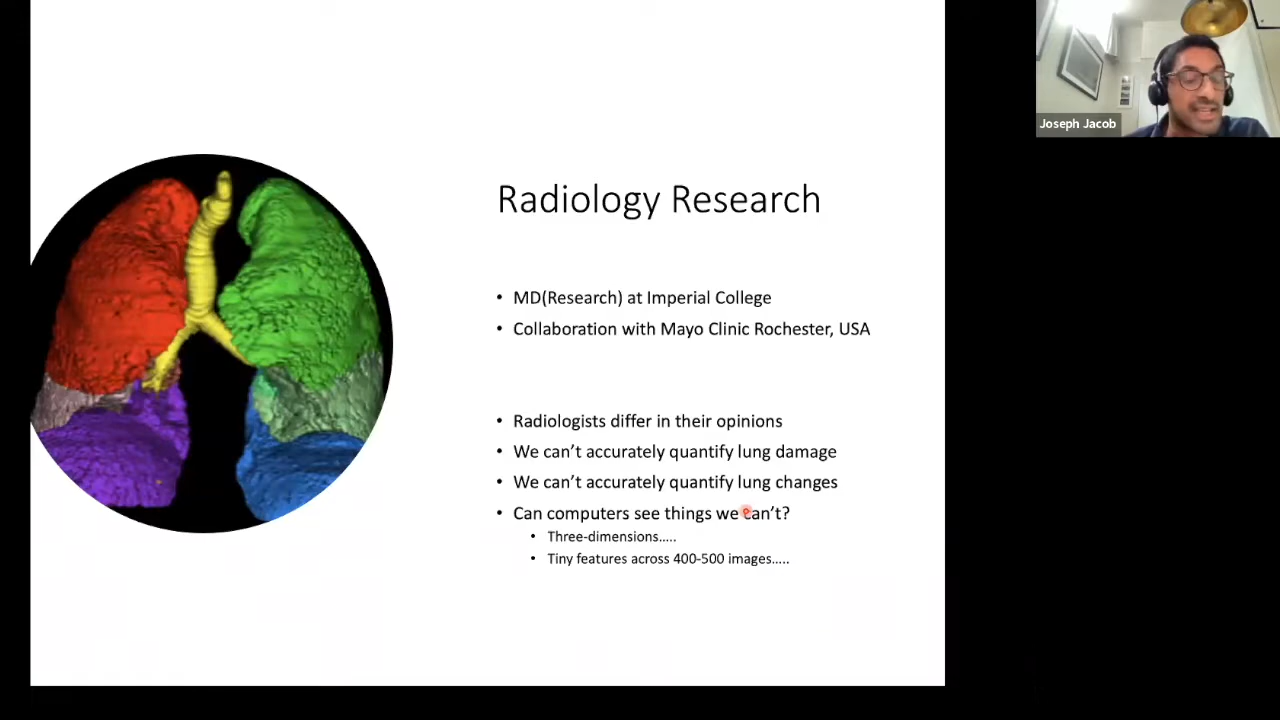 Joseph Jacob
Radiology Research
• MD(Research) at Imperial College
• Collaboration with Mayo Clinic Rochester, USA
• Radiologists differ in their opinions
• We can’t accurately quantify lung damage
• We can’t accurately quantify lung changes
• Can computers see things we can’t?
• Three-dimensions…..
• Tiny features across 400-500 images…..